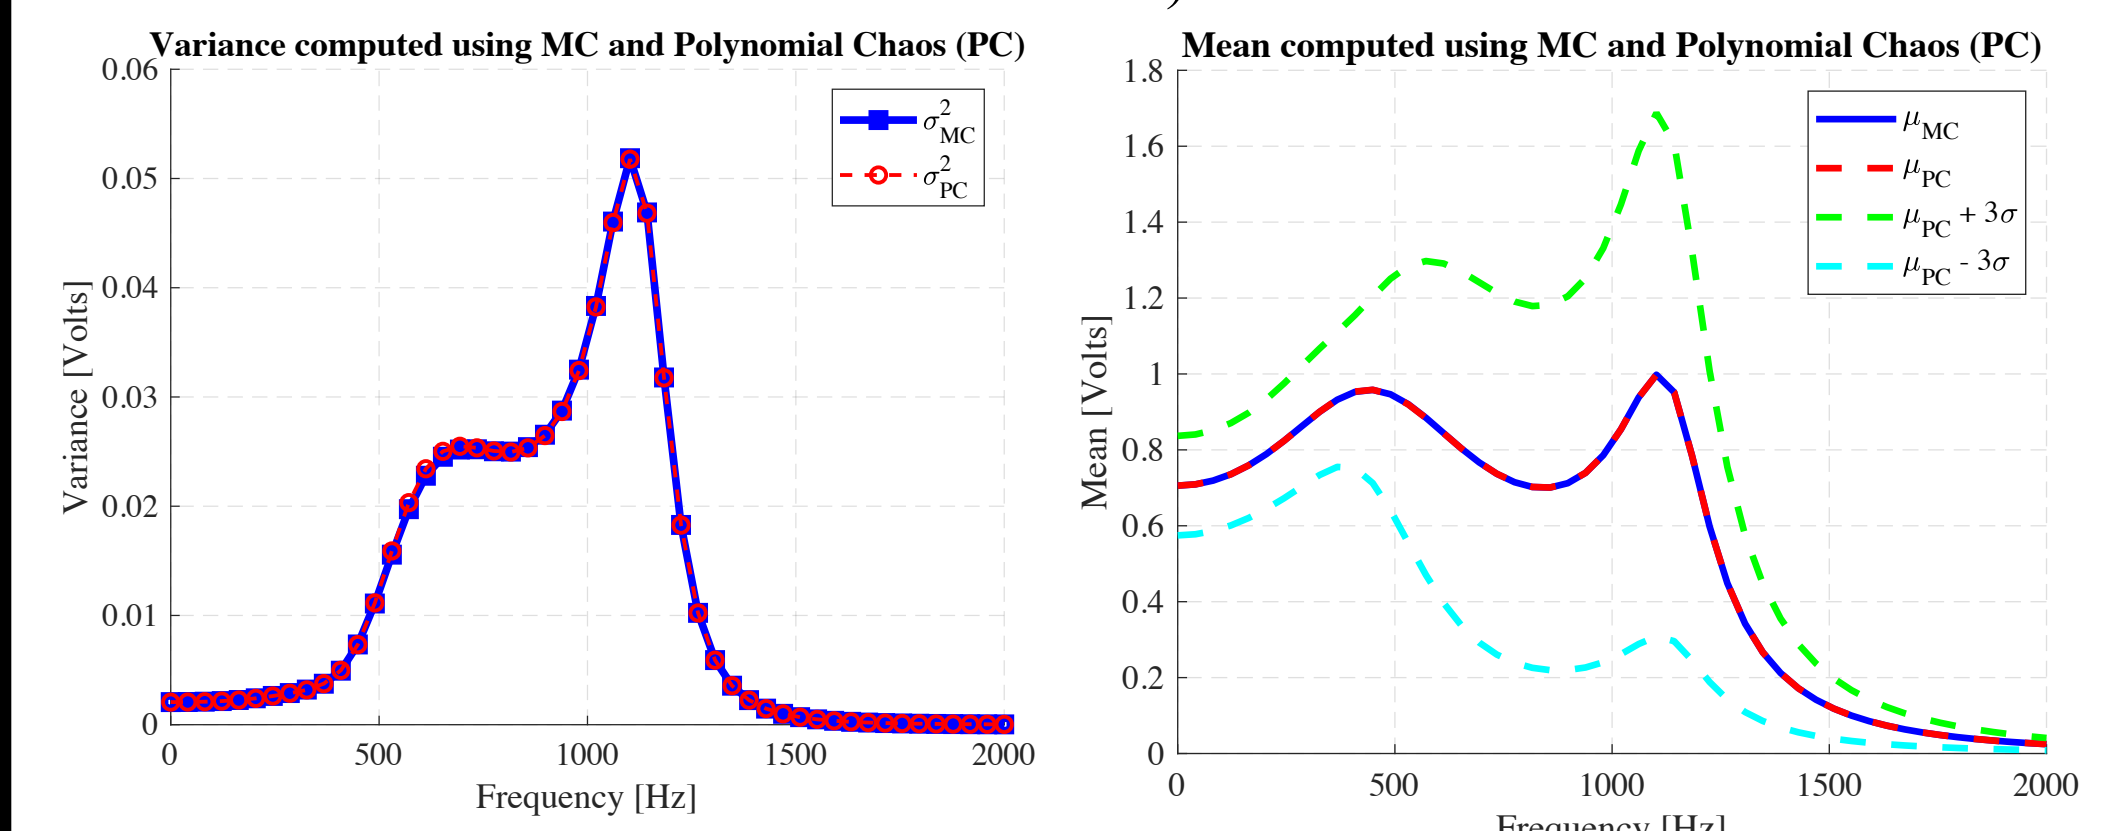 )
Variance computed using MC and Polynomial Chaos (PC)
0.06
0.05
0.04
0.03
0.02
0.01
0
Variance [Volts]
σ²MC
σ²PC
0 500 1000 1500 2000
Frequency [Hz]
Mean computed using MC and Polynomial Chaos (PC)
1.8
1.6
1.4
1.2
1
0.8
0.6
0.4
0.2
0
Mean [Volts]
μMC
μPC
μPC + 3σ
μPC - 3σ
0 500 1000 1500 2000
Frequency [Hz]